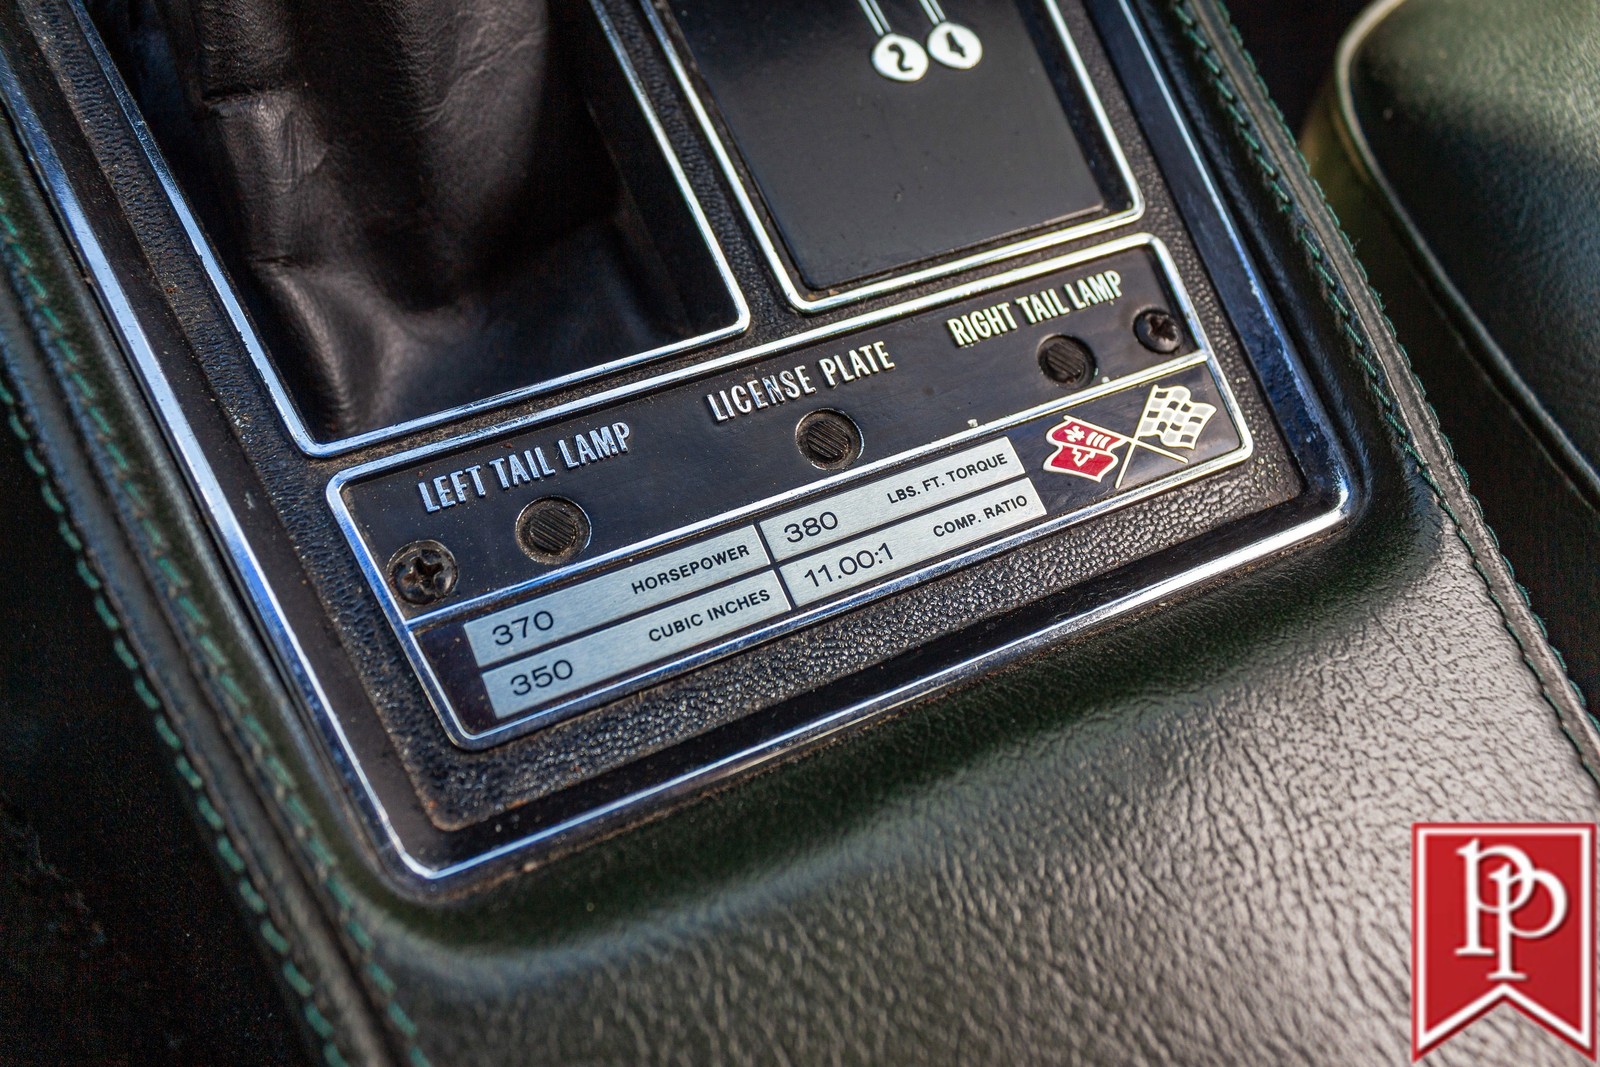 2 4
RIGHT TAIL LAMP
LICENSE PLATE
LEFT TAIL LAMP
370 HORSEPOWER
380 LBS. FT. TORQUE
350 CUBIC INCHES
11.00:1 COMP. RATIO
PP